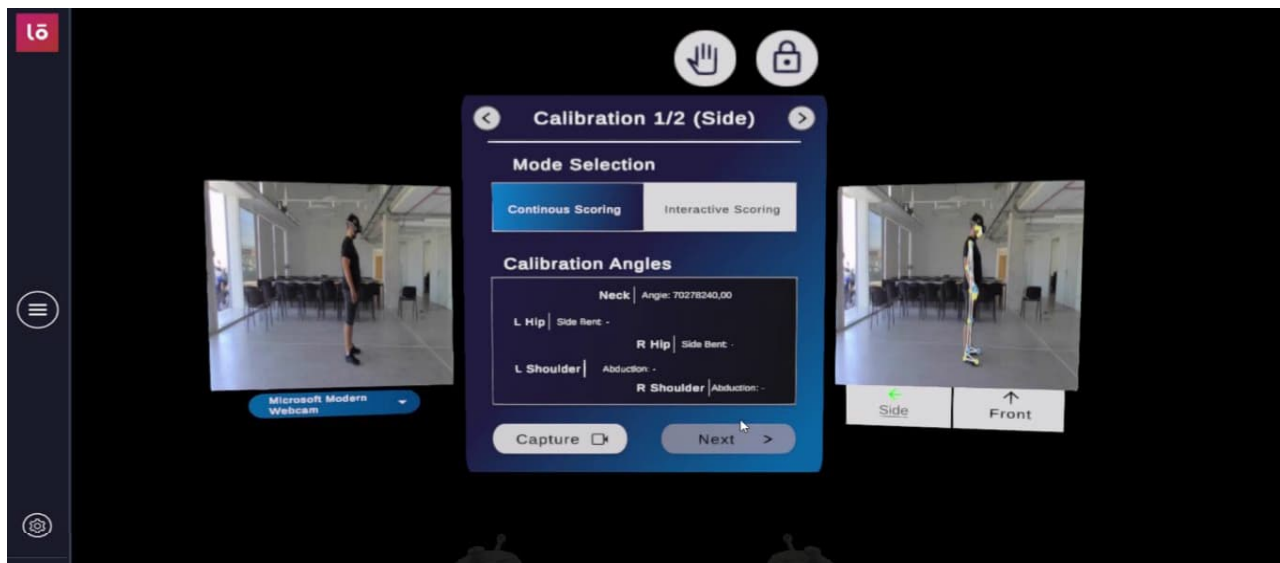 lō
Calibration 1/2 (Side)
Mode Selection
Continous Scoring
Interactive Scoring
Calibration Angles
Neck Angle: 70278240,00
L Hip Side Bent: -
R Hip Side Bent: -
L Shoulder Abduction: -
R Shoulder Abduction: -
Capture
Next >
Microsoft Modern
Webcam
Side
Front